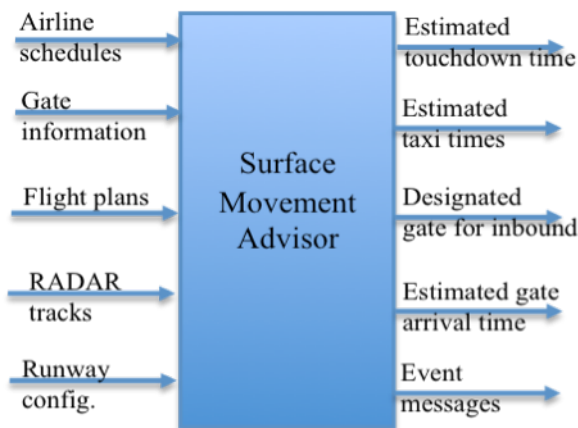 Airline
schedules
Gate
information
Flight plans
RADAR
tracks
Runway
config.
Surface
Movement
Advisor
Estimated
touchdown time
Estimated
taxi times
Designated
gate for inbound
Estimated gate
arrival time
Event
messages